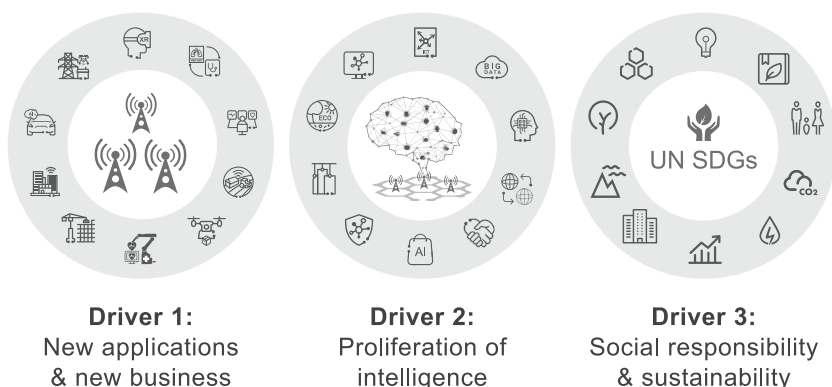 XR
AI
BIG
DATA
ECO
AI
UN SDGs
CO2
Driver 1:
New applications
& new business
Driver 2:
Proliferation of
intelligence
Driver 3:
Social responsibility
& sustainability